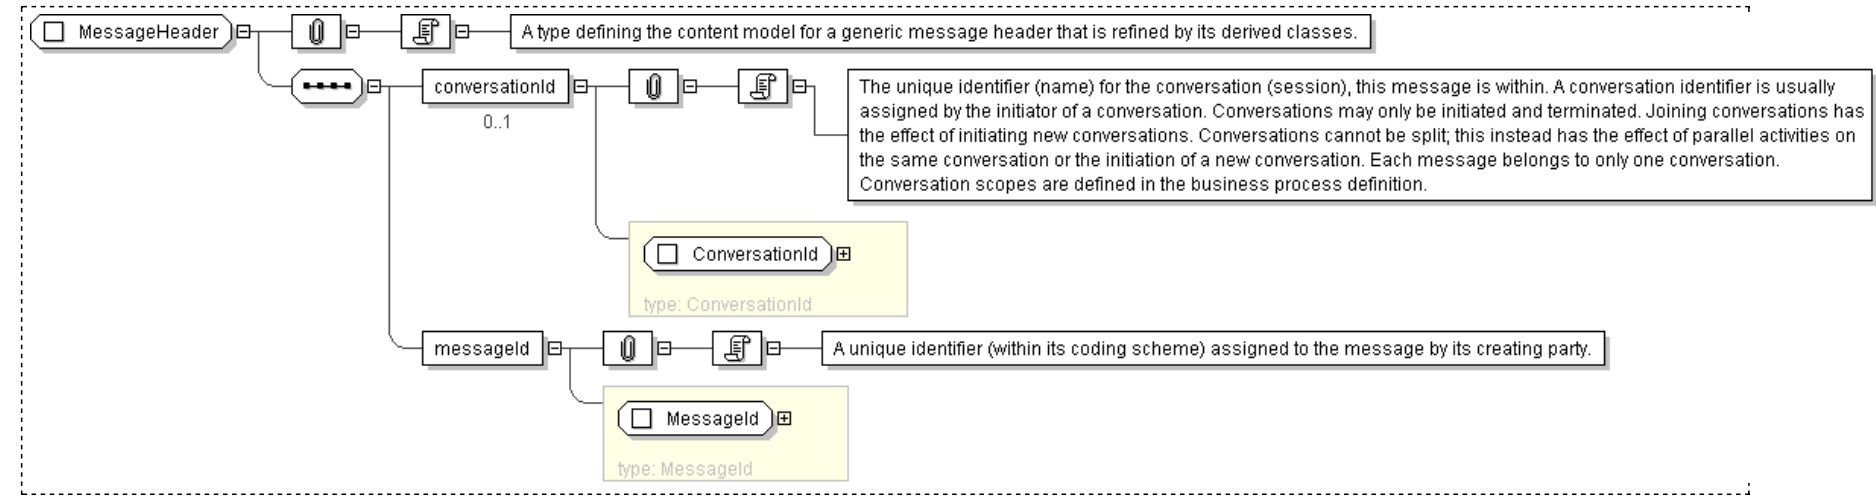 MessageHeader
A type defining the content model for a generic message header that is refined by its derived classes.
conversationId
0..1
The unique identifier (name) for the conversation (session), this message is within. A conversation identifier is usually
assigned by the initiator of a conversation. Conversations may only be initiated and terminated. Joining conversations has
the effect of initiating new conversations. Conversations cannot be split; this instead has the effect of parallel activities on
the same conversation or the initiation of a new conversation. Each message belongs to only one conversation.
Conversation scopes are defined in the business process definition.
ConversationId
type: ConversationId
messageId
A unique identifier (within its coding scheme) assigned to the message by its creating party.
MessageId
type: MessageId